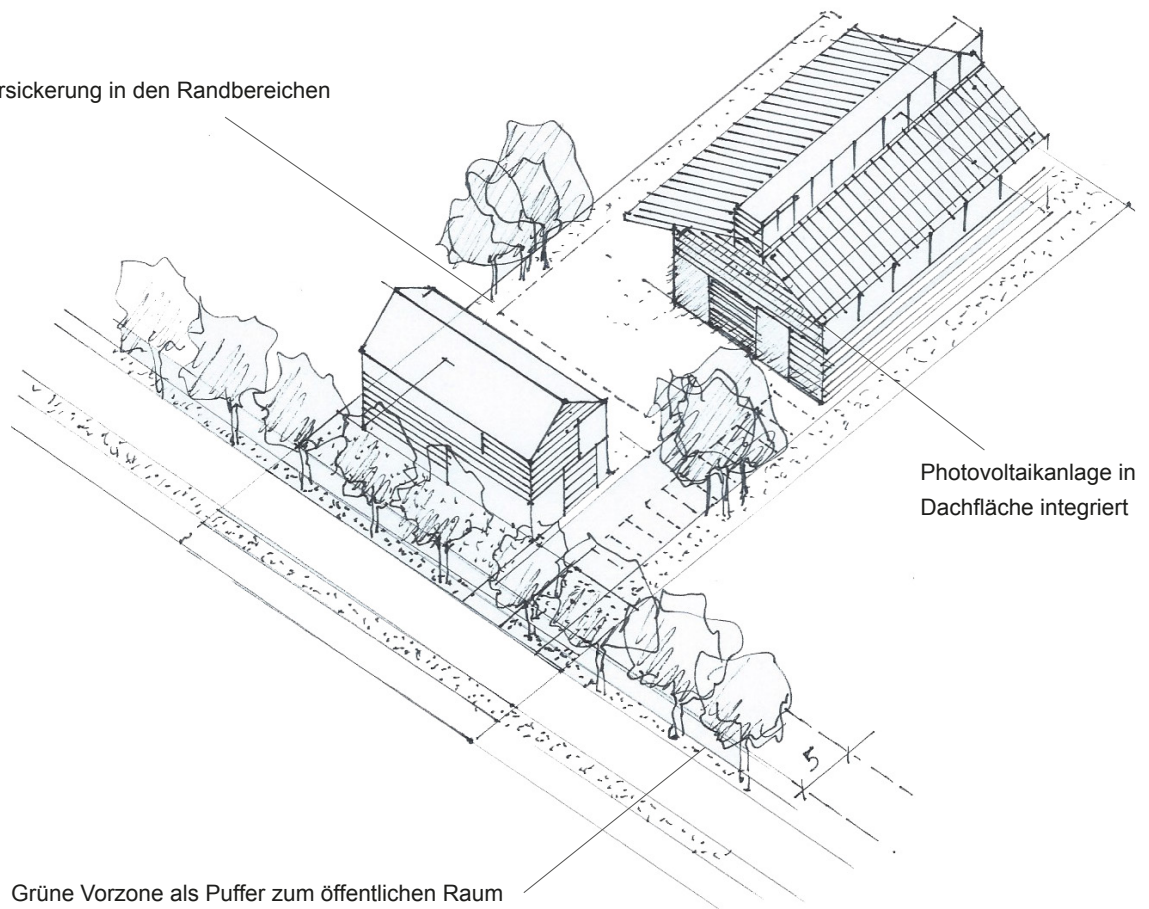 rsickerung in den Randbereichen
Photovoltaikanlage in
Dachfläche integriert
5
Grüne Vorzone als Puffer zum öffentlichen Raum